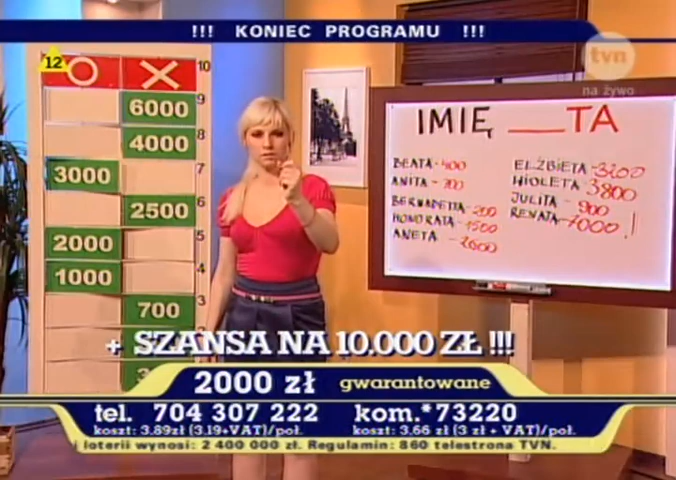 !!! KONIEC PROGRAMU !!!
12
tvn
na żywo
10
6000
9
4000
8
3000
7
2500
6
2000
5
1000
4
700
3
IMIĘ ___TA
BEATA-400
ANITA - 700
BERNADETTA-200
HONORATA-1500
ANETA - 2600
ELŻBIETA-3200
WIOLETA-3800
JULITA - 900
RENATA-7000!
+ SZANSA NA 10.000 ZŁ !!!
2000 zł gwarantowane
tel. 704 307 222
koszt: 3.89zł (3.19+VAT)/poł.
kom.*73220
koszt: 3.66 zł (3 zł + VAT)/poł.
i loterii wynosi: 2 400 000 zł. Regulamin: 860 telestrona TVN.